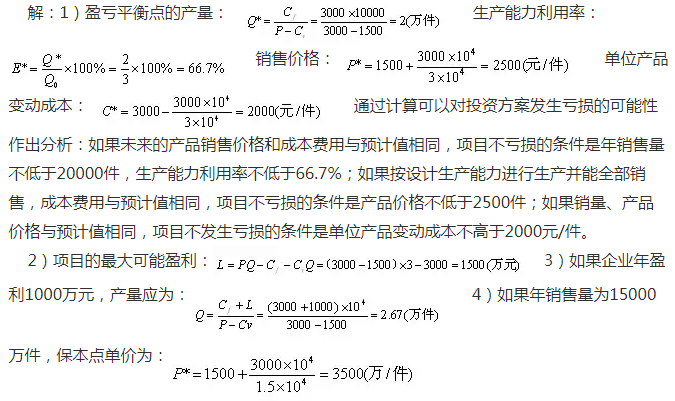 解：1）盈亏平衡点的产量： Q*=\frac{C_f}{P-C_v}=\frac{3000×10000}{3000-1500}=2(万件) 生产能力利用率：
E*=\frac{Q*}{Q_0}×100%=\frac{2}{3}×100%=66.7% 销售价格： P*=1500+\frac{3000×10^4}{3×10^4}=2500(元/件) 单位产品
变动成本： C*=3000-\frac{3000×10^4}{3×10^4}=2000(元/件) 通过计算可以对投资方案发生亏损的可能性
作出分析：如果未来的产品销售价格和成本费用与预计值相同，项目不亏损的条件是年销售量
不低于20000件，生产能力利用率不低于66.7%；如果按设计生产能力进行生产并能全部销
售，成本费用与预计值相同，项目不亏损的条件是产品价格不低于2500件；如果销量、产品
价格与预计值相同，项目不发生亏损的条件是单位产品变动成本不高于2000元/件。
2）项目的最大可能盈利： L=PQ-C_f-C_vQ=(3000-1500)×3-3000=1500(万元) 3）如果企业年盈
利1000万元，产量应为： Q=\frac{C_f+L}{P-Cv}=\frac{(3000+1000)×10^4}{3000-1500}=2.67(万件) 4）如果年销售量为15000
万件，保本点单价为： P*=1500+\frac{3000×10^4}{1.5×10^4}=3500(万/件)